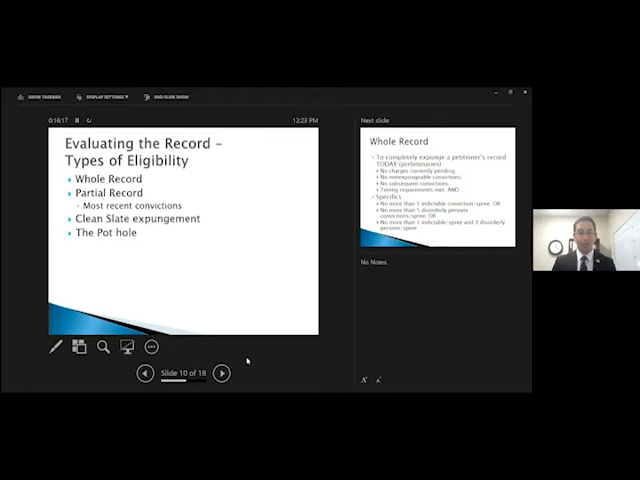 SHOW TASKBAR
DISPLAY SETTINGS ▾
END SLIDE SHOW
0:16:17
12:23 PM
Evaluating the Record –
Types of Eligibility
Whole Record
Partial Record
Most recent convictions
Clean Slate expungement
The Pot hole
Slide 10 of 18
Next slide
Whole Record
To completely expunge a petitioner's record
TODAY (preliminaries)
No charges currently pending,
No nonexpungeable convictions,
No subsequent convictions,
Timing requirements met, AND
Specifics
No more than 1 indictable conviction/spree, OR
No more than 5 disorderly persons
convictions/spree, OR
No more than 1 indictable/spree and 3 disorderly
persons/spree
No Notes.
A A